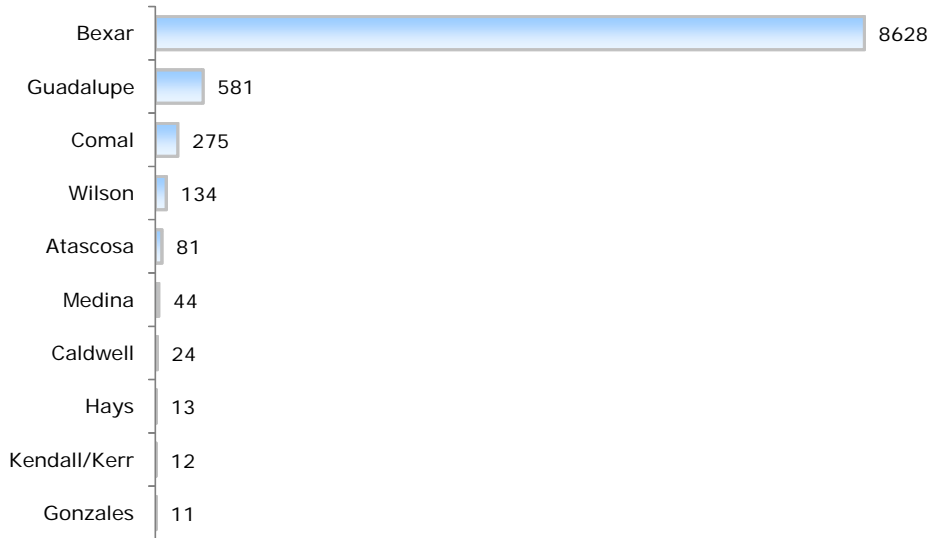 Bexar 8628
Guadalupe 581
Comal 275
Wilson 134
Atascosa 81
Medina 44
Caldwell 24
Hays 13
Kendall/Kerr 12
Gonzales 11